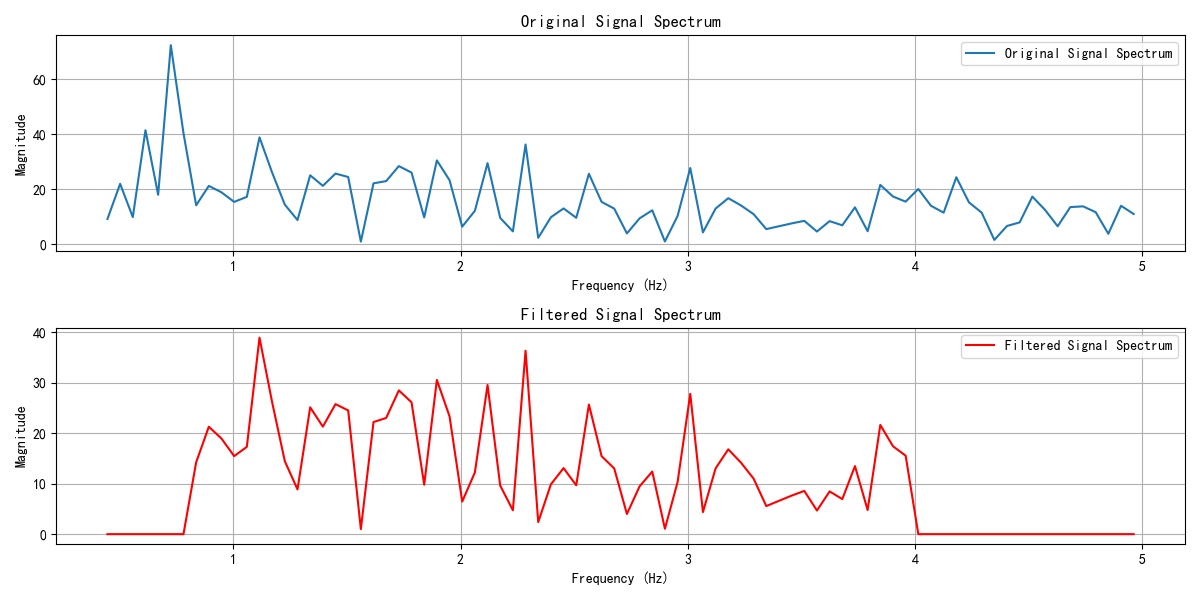 Original Signal Spectrum
Original Signal Spectrum
Magnitude
60
40
20
0
1 2 3 4 5
Frequency (Hz)
Filtered Signal Spectrum
Filtered Signal Spectrum
Magnitude
40
30
20
10
0
1 2 3 4 5
Frequency (Hz)